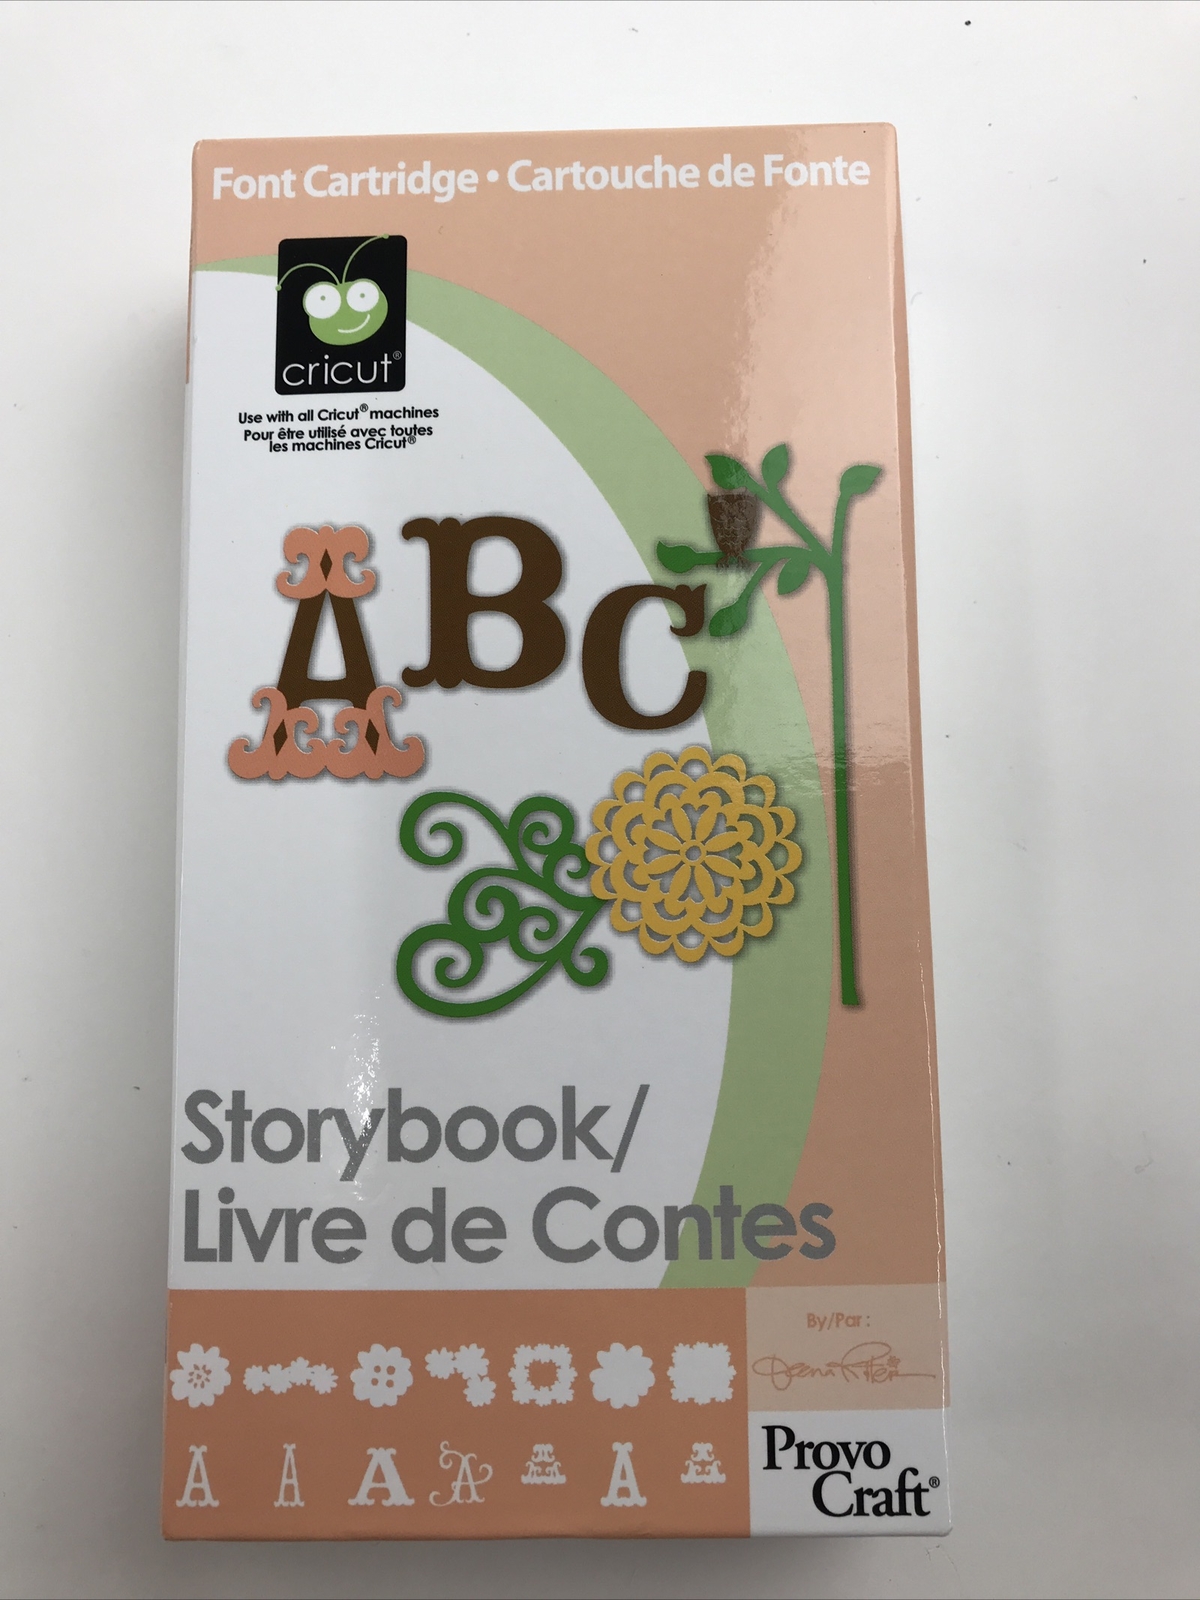 Font Cartridge • Cartouche de Fonte
cricut®
Use with all Cricut® machines
Pour être utilisé avec toutes
les machines Cricut®
ABC
Storybook/
Livre de Contes
By/Par :
A A A A A
Provo
Craft®